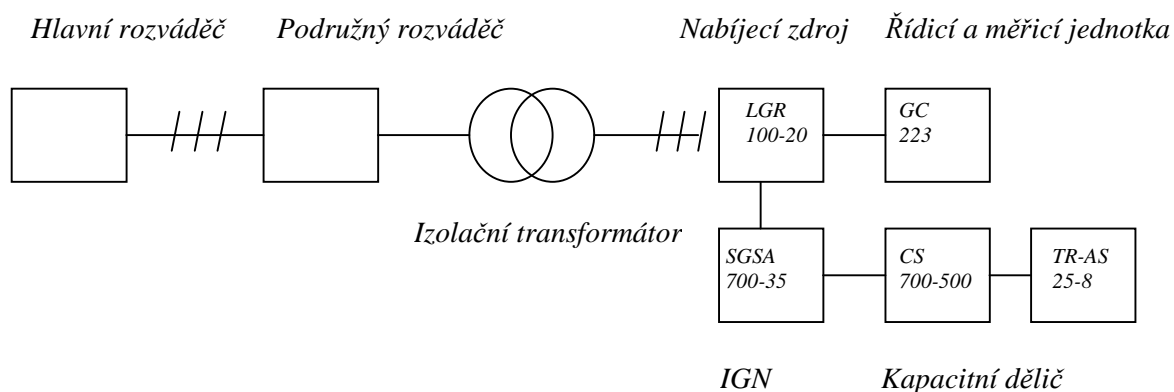 Hlavní rozváděč
Podružný rozváděč
Nabíjecí zdroj
Řídicí a měřicí jednotka
LGR
100-20
GC
223
Izolační transformátor
SGSA
700-35
CS
700-500
TR-AS
25-8
IGN
Kapacitní dělič